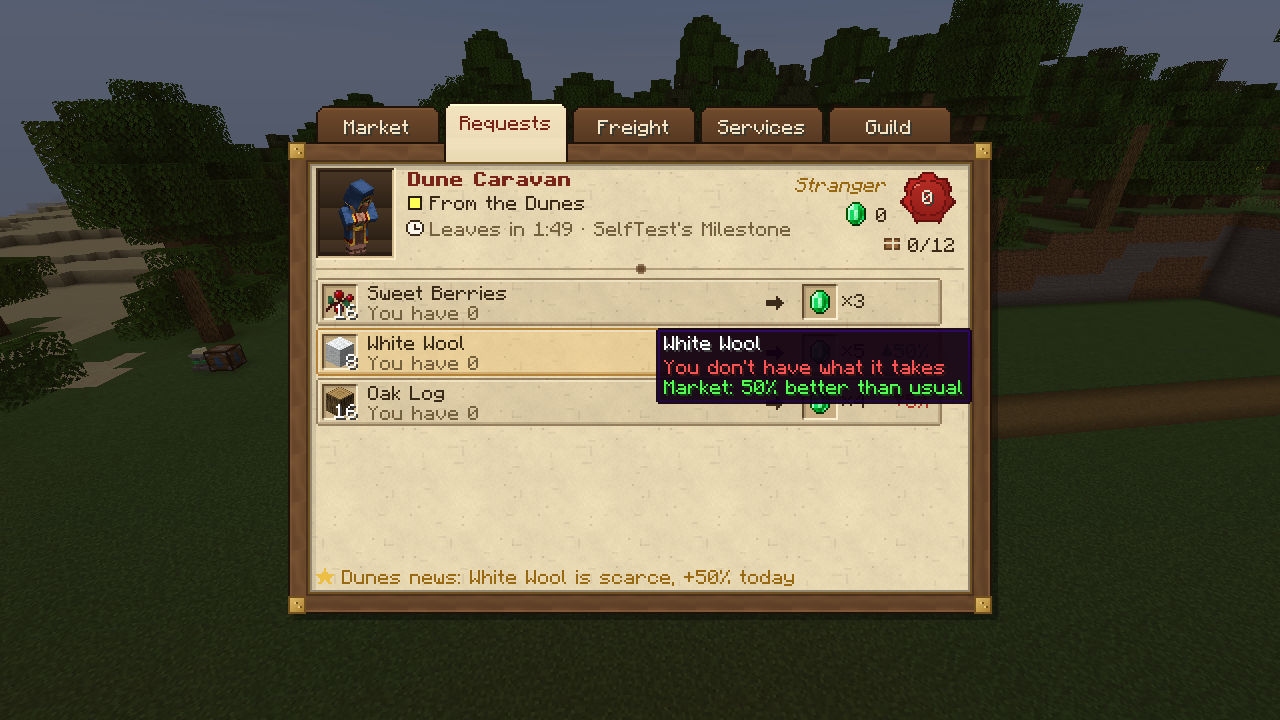 Market
Requests
Freight
Services
Guild
Dune Caravan
Stranger
0
From the Dunes
0
Leaves in 1:49 · SelfTest's Milestone
0/12
Sweet Berries
16
You have 0
×3
White Wool
8
You have 0
White Wool
You don't have what it takes
Market: 50% better than usual
×5
▲50%
Oak Log
16
You have 0
Dunes news: White Wool is scarce, +50% today